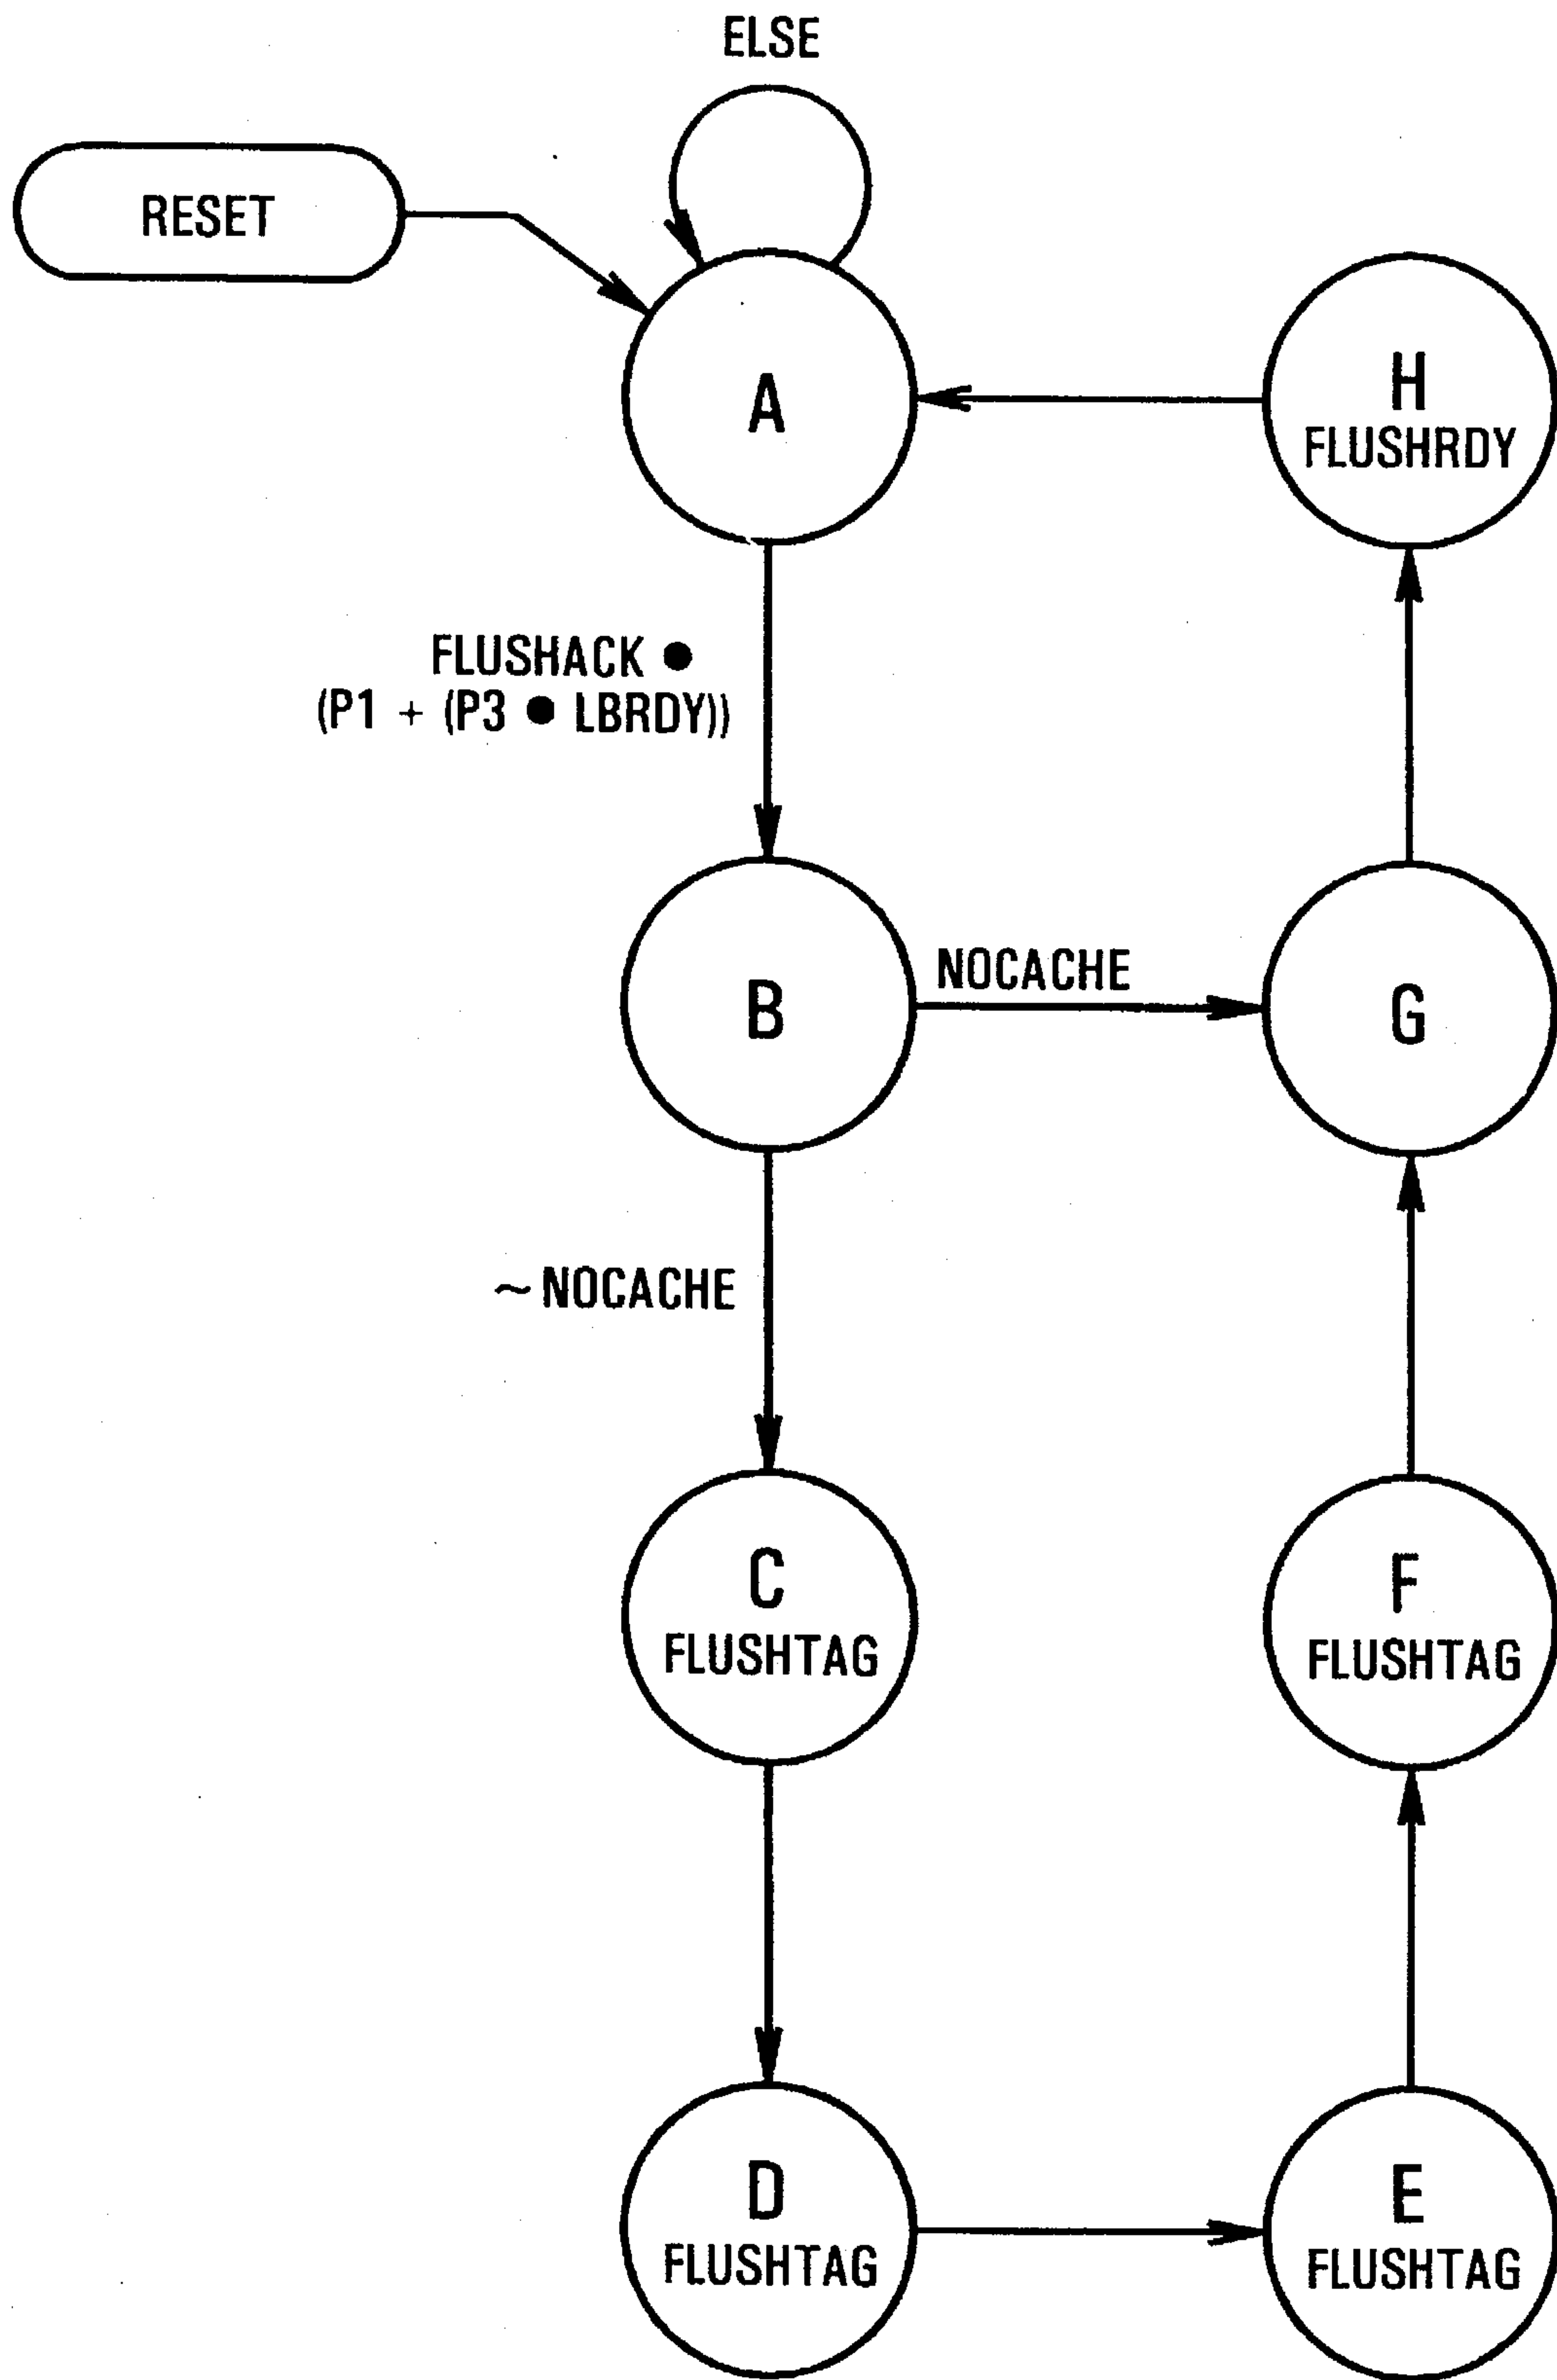 ELSE
RESET
A
H
FLUSHRDY
FLUSHACK ●
(P1 + (P3 ● LBRDY))
B
NOCACHE
G
~NOCACHE
C
FLUSHTAG
F
FLUSHTAG
D
FLUSHTAG
E
FLUSHTAG